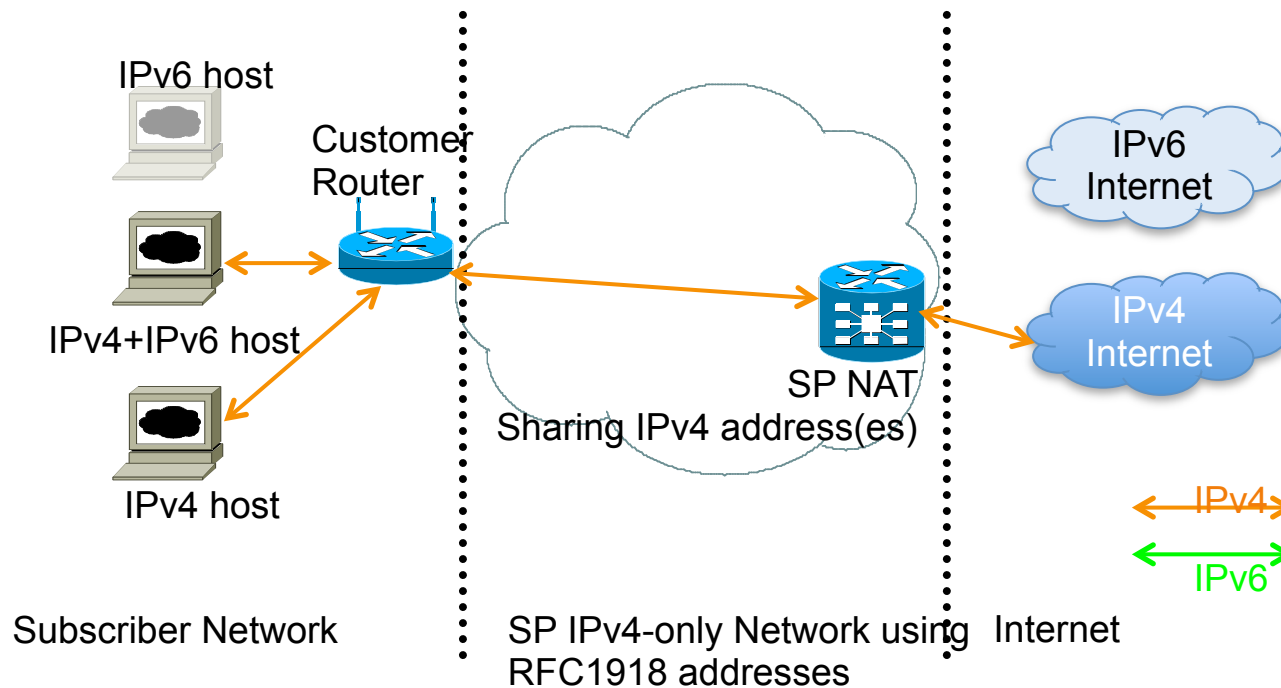 IPv6 host
Customer
Router
IPv4+IPv6 host
IPv4 host
SP NAT
Sharing IPv4 address(es)
IPv6
Internet
IPv4
Internet
IPv4
IPv6
Subscriber Network
SP IPv4-only Network using
RFC1918 addresses
Internet